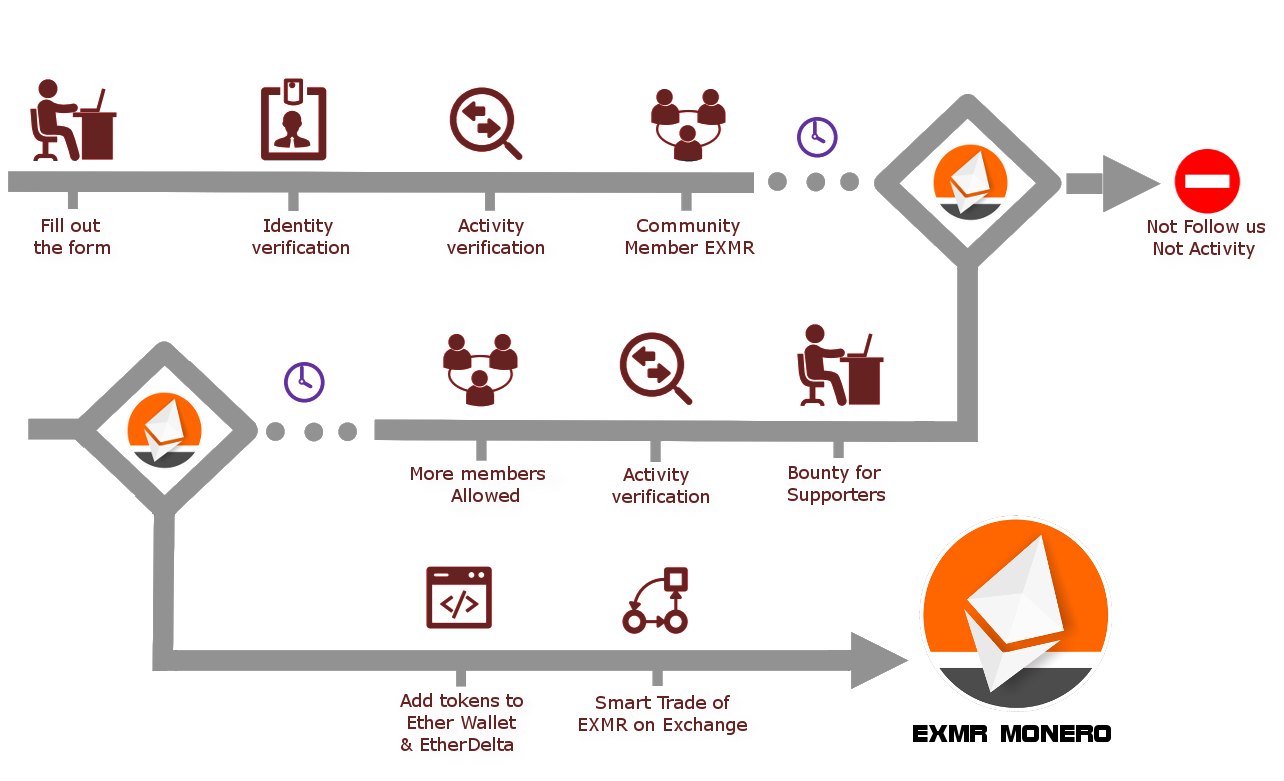 Fill out
the form
Identity
verification
Activity
verification
Community
Member EXMR
Not Follow us
Not Activity
More members
Allowed
Activity
verification
Bounty for
Supporters
Add tokens to
Ether Wallet
& EtherDelta
Smart Trade of
EXMR on Exchange
EXMR MONERO